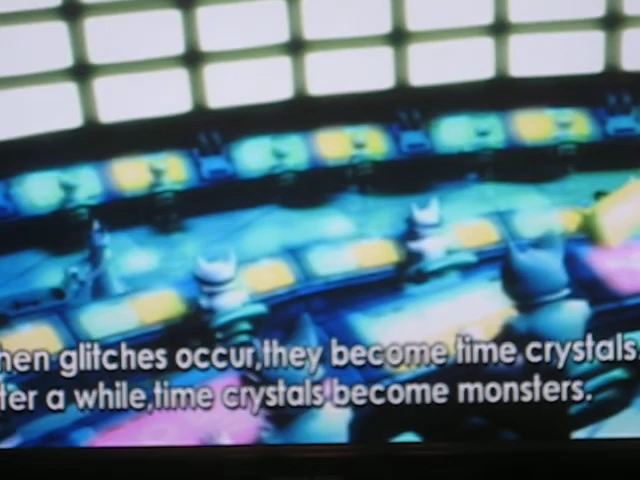 hen glitches occur,they become time crystals.
ter a while,time crystals become monsters.